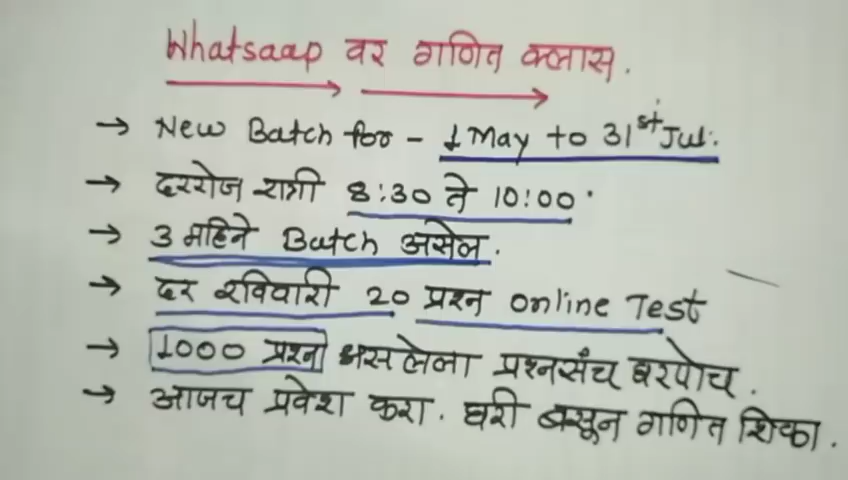 Whatsaap वर गणित क्लास.
→ New Batch for - 1 May to 31st Jul.
→ दररोज रात्री 8:30 ते 10:00
→ 3 महिने Batch असेल.
→ दर रविवारी 20 प्रश्न online Test
→ 1000 प्रश्न असलेला प्रश्नसंच घरपोच.
→ आजच प्रवेश करा. घरी बसून गणित शिका.